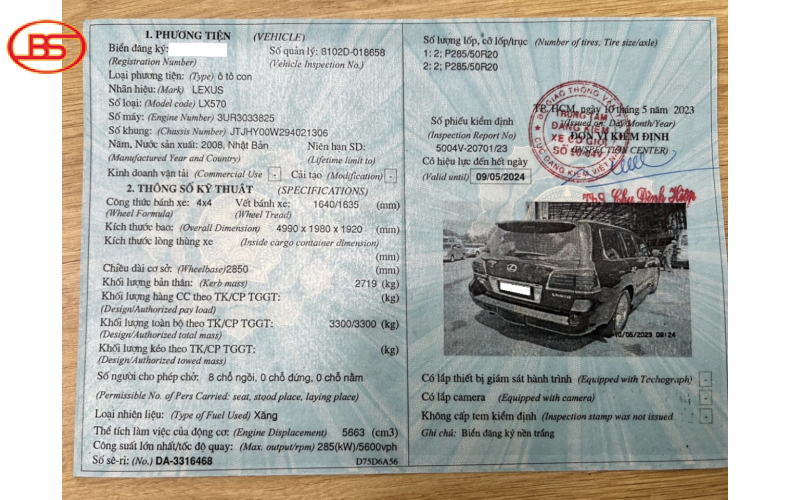 BS
1. PHƯƠNG TIỆN (VEHICLE)
Biển đăng ký:
(Registration Number)
Số quản lý: 8102D-018658
(Vehicle Inspection No.)
Loại phương tiện: (Type) ô tô con
Nhãn hiệu: (Mark) LEXUS
Số loại: (Model code) LX570
Số máy: (Engine Number) 3UR3033825
Số khung: (Chassis Number) JTJHY00W294021306
Năm, Nước sản xuất: 2008, Nhật Bản
(Manufactured Year and Country)
Niên hạn SD:
(Lifetime limit to)
Kinh doanh vận tải (Commercial Use) -
Cải tạo (Modification) -
2. THÔNG SỐ KỸ THUẬT (SPECIFICATIONS)
Công thức bánh xe: 4x4
(Wheel Formula)
Vết bánh xe: 1640/1635 (mm)
(Wheel Tread)
Kích thước bao: (Overall Dimension) 4990 x 1980 x 1920 (mm)
Kích thước lòng thùng xe (Inside cargo container dimension)
(mm)
Chiều dài cơ sở: (Wheelbase)2850 (mm)
Khối lượng bản thân: (Kerb mass) 2719 (kg)
Khối lượng hàng CC theo TK/CP TGGT: (kg)
(Design/Authorized pay load)
Khối lượng toàn bộ theo TK/CP TGGT: 3300/3300 (kg)
(Design/Authorized total mass)
Khối lượng kéo theo TK/CP TGGT: (kg)
(Design/Authorized towed mass)
Số người cho phép chở: 8 chỗ ngồi, 0 chỗ đứng, 0 chỗ nằm
(Permissible No. of Pers Carried: seat, stood place, laying place)
Loại nhiên liệu: (Type of Fuel Used) Xăng
Thể tích làm việc của động cơ: (Engine Displacement) 5663 (cm3)
Công suất lớn nhất/tốc độ quay: (Max. output/rpm) 285(kW)/5600vph
Số sê-ri: (No.) DA-3316468 D75D6A56
Số lượng lốp, cỡ lốp/trục (Number of tires; Tire size/axle)
1: 2; P285/50R20
2: 2; P285/50R20
TP. HCM, ngày 10 tháng 5 năm 2023
(Issued on: Day/Month/Year)
Số phiếu kiểm định
(Inspection Report No)
5004V-20701/23
ĐƠN VỊ KIỂM ĐỊNH
(INSPECTION CENTER)
TRUNG TÂM
ĐĂNG KIỂM
XE CƠ GIỚI
Có hiệu lực đến hết ngày
(Valid until) 09/05/2024
ThS. Chu Đình Hiệp
10/05/2023 09:24
Có lắp thiết bị giám sát hành trình (Equipped with Tachograph) -
Có lắp camera (Equipped with camera) -
Không cấp tem kiểm định (Inspection stamp was not issued -
Ghi chú: Biển đăng ký nền trắng